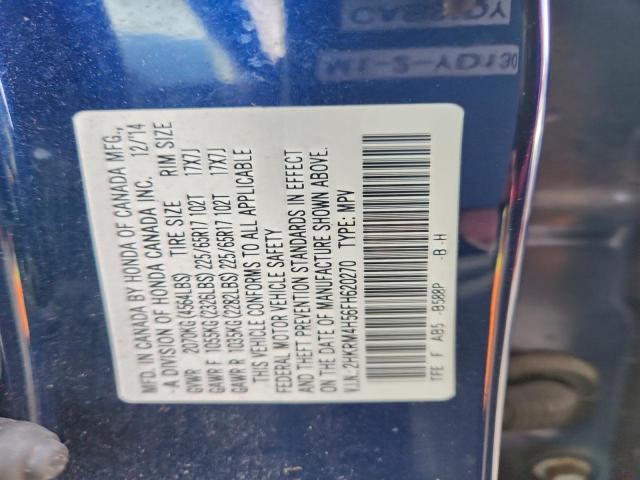 MFD. IN CANADA BY HONDA OF CANADA MFG.,
A DIVISION OF HONDA CANADA INC. 12/14
TIRE SIZE RIM SIZE
GVWR 2070KG (4564LBS)
GAWR F 1055KG (2326LBS) 225/65R17 102T 17X7J
GAWR R 1035KG (2282LBS) 225/65R17 102T 17X7J
THIS VEHICLE CONFORMS TO ALL APPLICABLE
FEDERAL MOTOR VEHICLE SAFETY
AND THEFT PREVENTION STANDARDS IN EFFECT
ON THE DATE OF MANUFACTURE SHOWN ABOVE.
V.I.N.: 2HKRM4H56FH620270 TYPE: MPV
TFE F AB5 -B588P -B -H